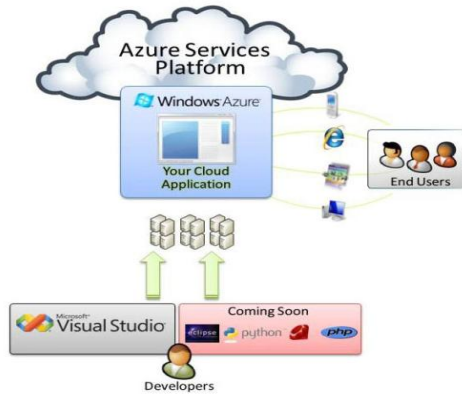 Azure Services
Platform
Windows Azure
Your Cloud
Application
End Users
Microsoft
Visual Studio
Coming Soon
eclipse
python
php
Developers